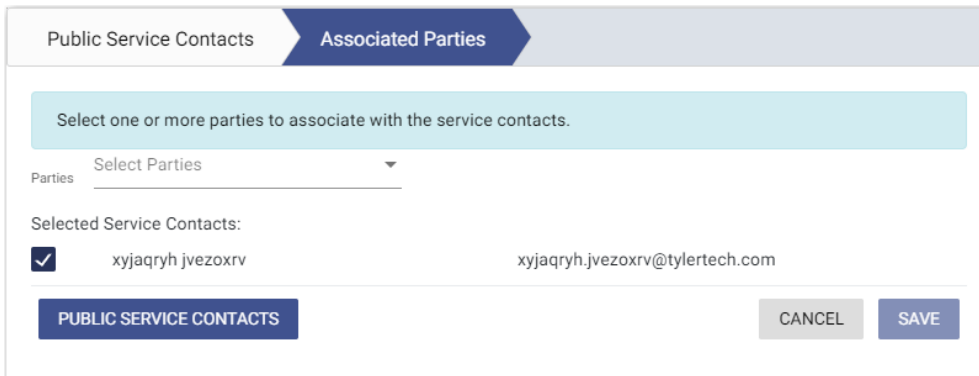 Public Service Contacts Associated Parties
Select one or more parties to associate with the service contacts.
Parties Select Parties
Selected Service Contacts:
xyjaqryh jvezoxrv xyjaqryh.jvezoxrv@tylertech.com
PUBLIC SERVICE CONTACTS CANCEL SAVE